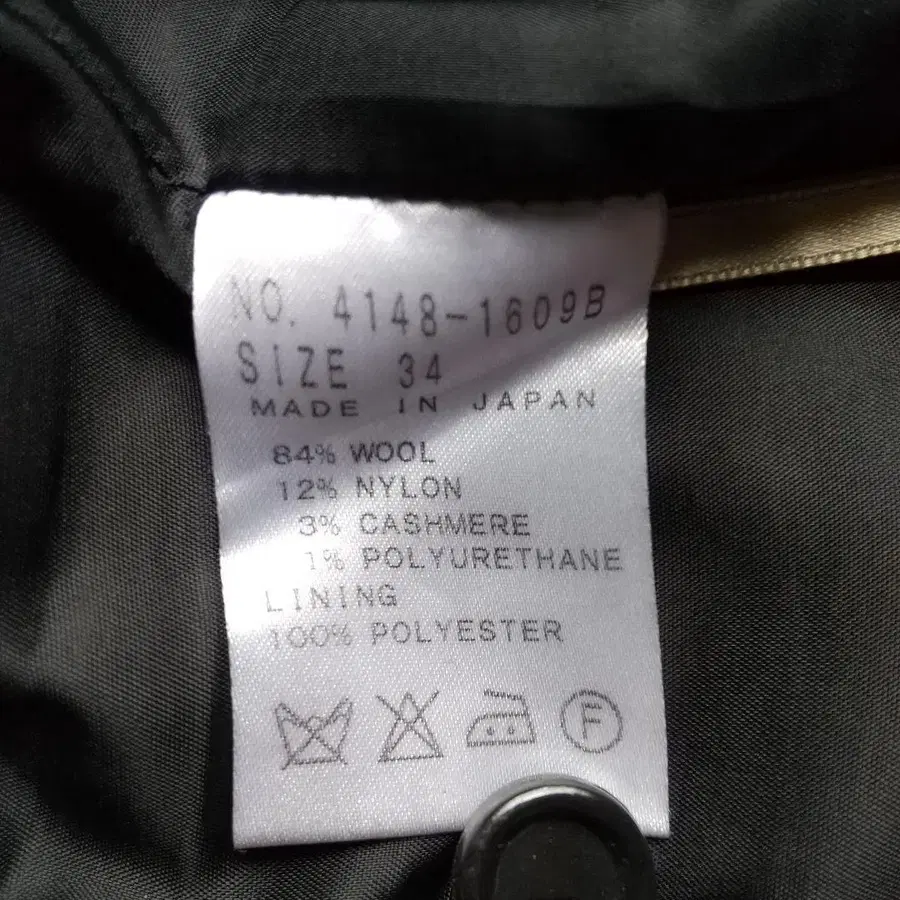 NO. 4148-1609B
SIZE 34
MADE IN JAPAN
84% WOOL
12% NYLON
3% CASHMERE
1% POLYURETHANE
LINING
100% POLYESTER
F